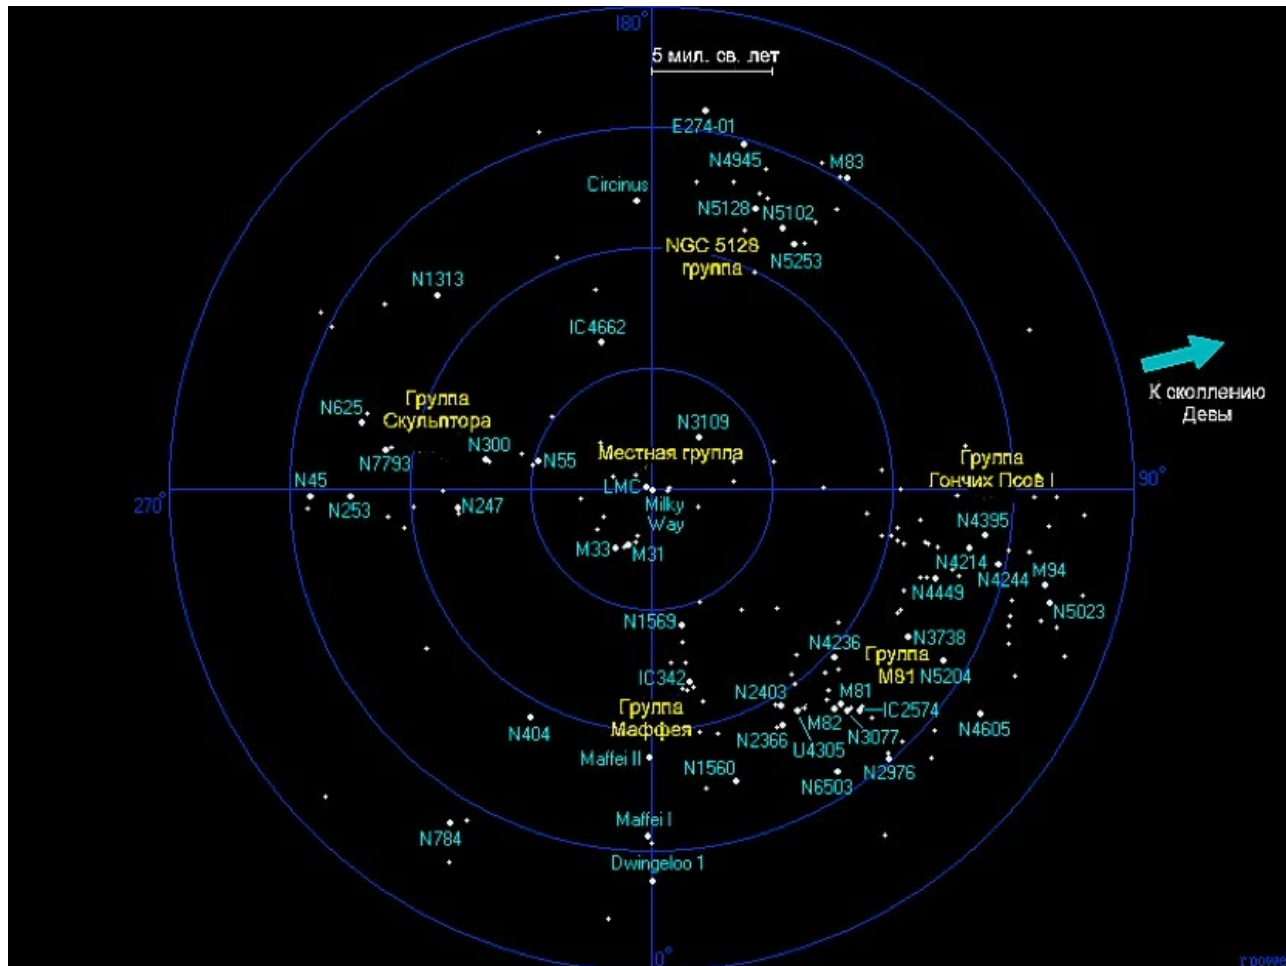 180°
5 мил. св. лет
E274-01
N4945
M83
Circinus
N5128
N5102
NGC 5128
группа
N5253
N1313
IC4662
К скоплению
Девы
Группа
Скульптора
N625
N3109
N300
Местная группа
N7793
N55
Группа
Гончих Псов I
N45
LMC
90°
270°
N253
N247
Milky
Way
N4395
M33
M31
N4214
N4244
M94
N4449
N5023
N1569
N4236
N3738
Группа
M81
N5204
IC342
N2403
M81
IC2574
Группа
Маффея
N404
N2366
M82
N3077
N4605
U4305
Maffei II
N1560
N2976
N6503
Maffei I
N784
Dwingeloo 1
0°